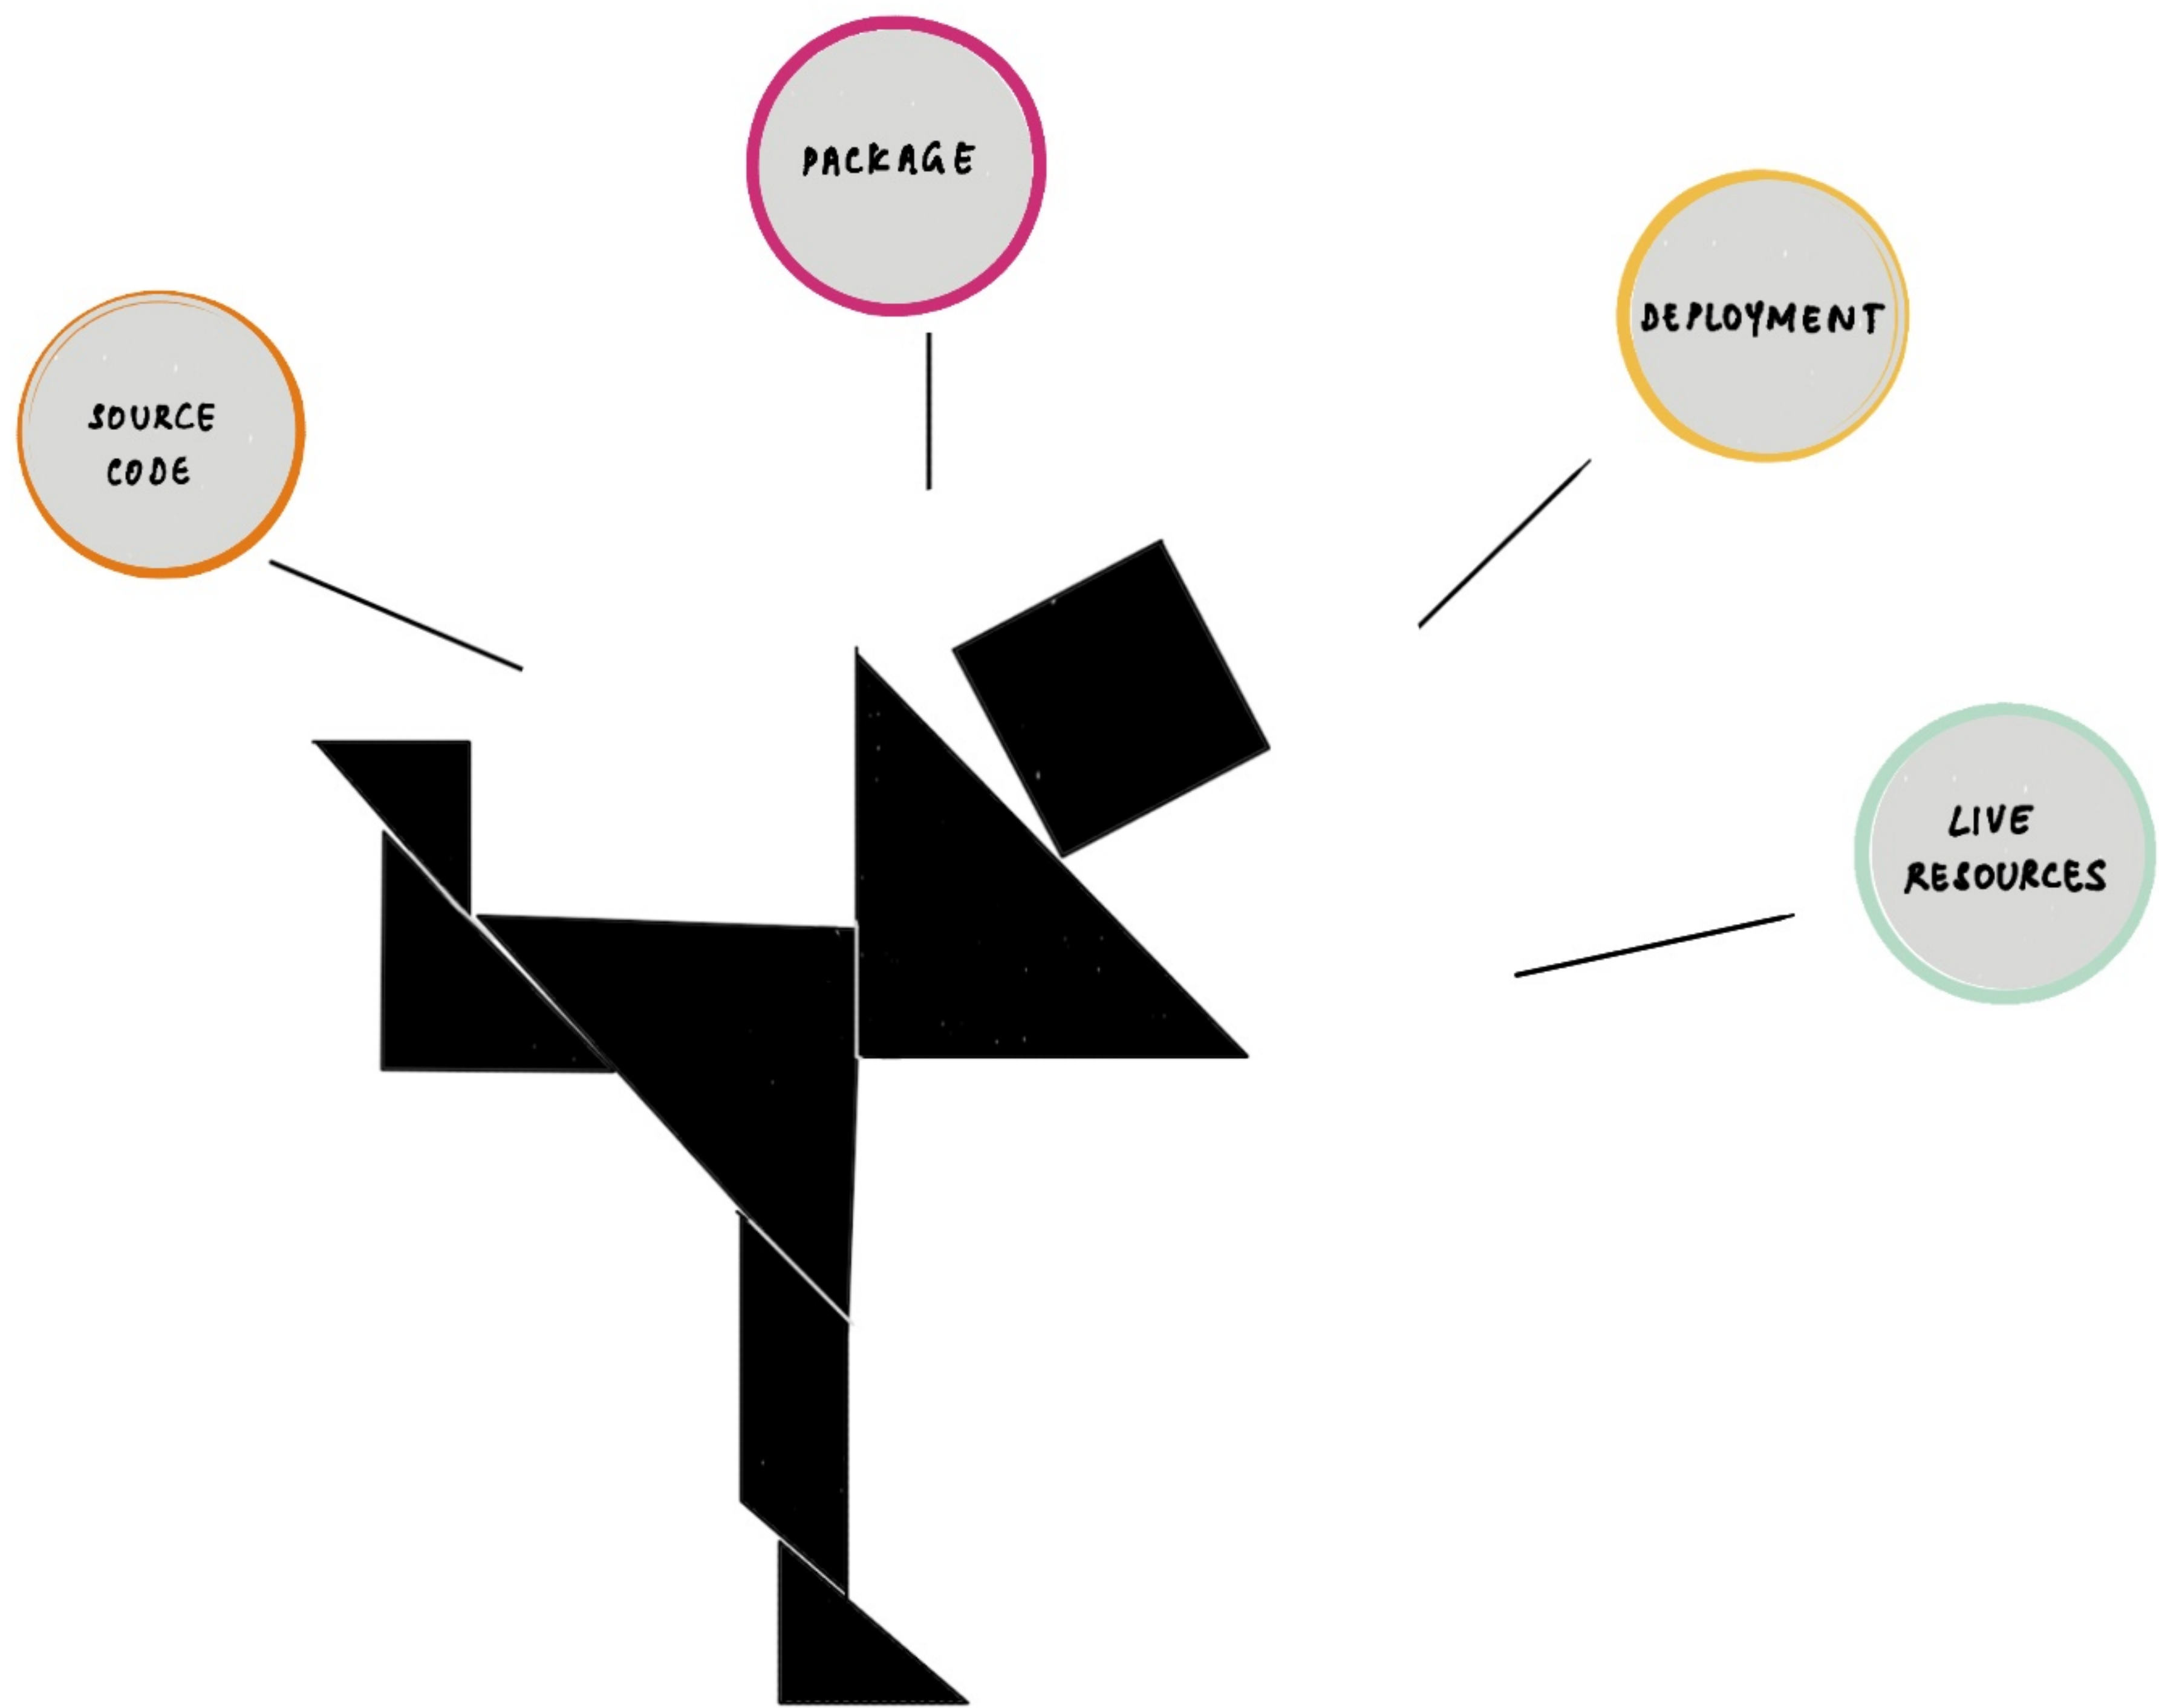 PACKAGE
DEPLOYMENT
SOURCE
CODE
LIVE
RESOURCES